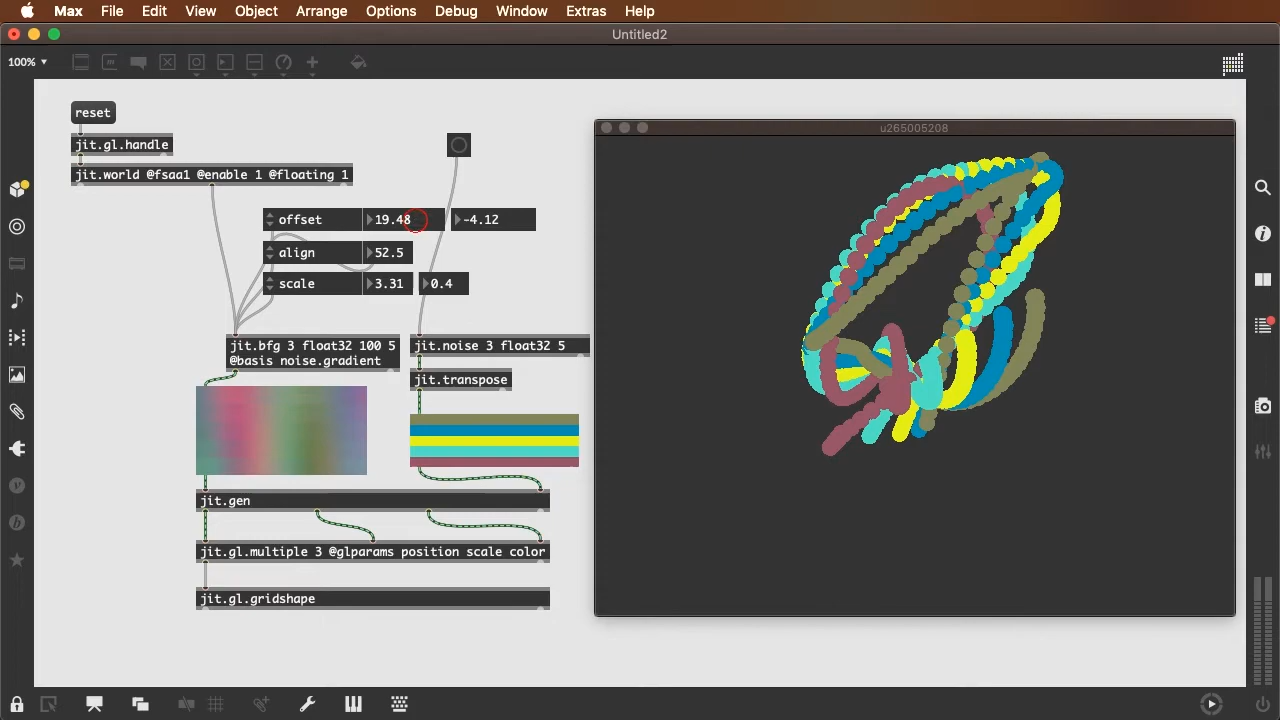 Max File Edit View Object Arrange Options Debug Window Extras Help
Untitled2
100%
reset
jit.gl.handle
jit.world @fsaa1 @enable 1 @floating 1
offset 19.48 -4.12
align 52.5
scale 3.31 0.4
jit.bfg 3 float32 100 5
@basis noise.gradient
jit.noise 3 float32 5
jit.transpose
jit.gen
jit.gl.multiple 3 @glparams position scale color
jit.gl.gridshape
u265005208